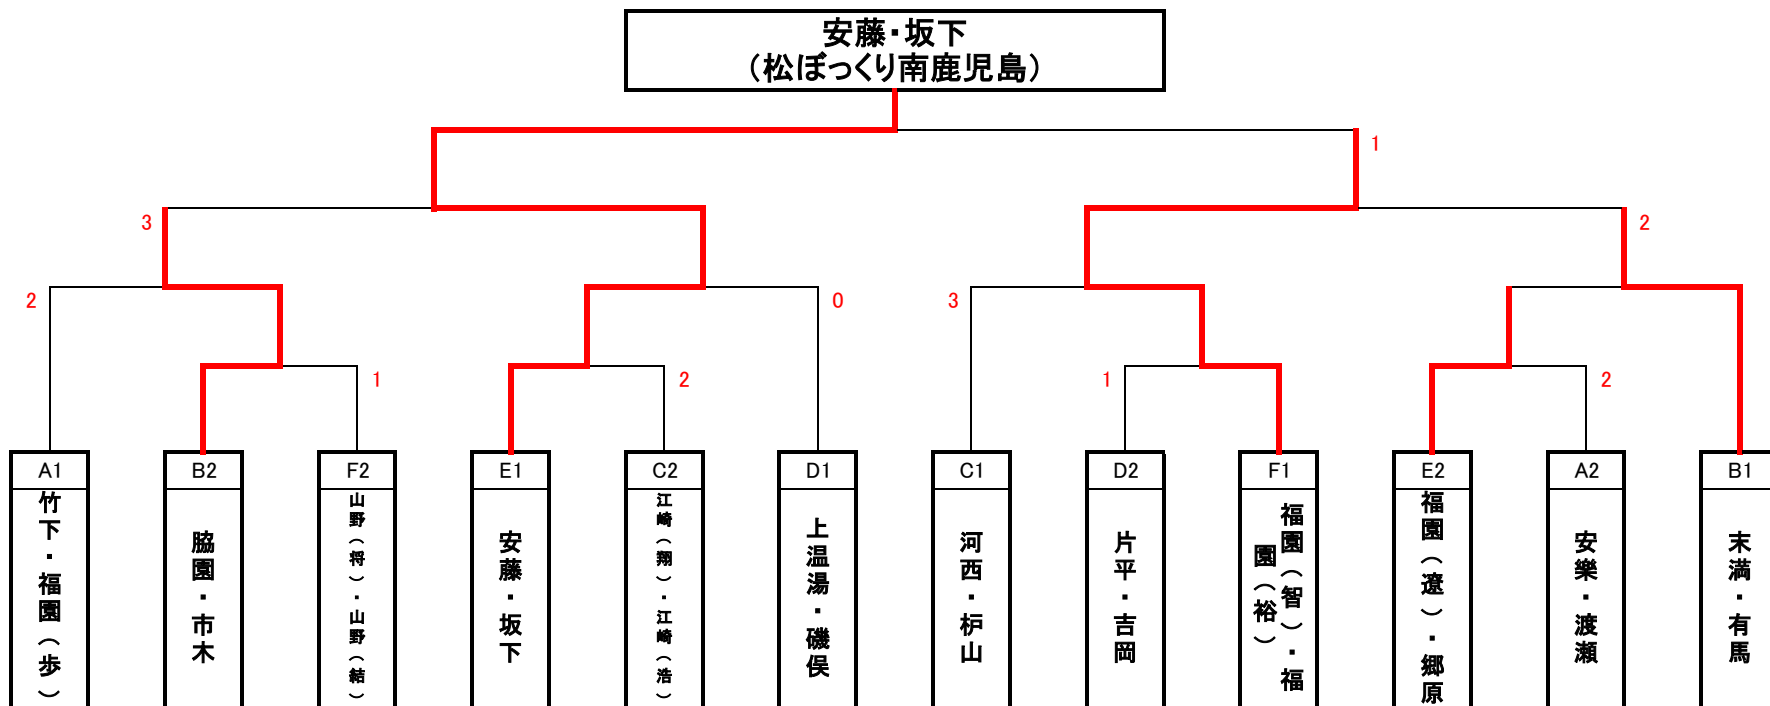 安藤・坂下
（松ぼっくり南鹿児島）
1
3
2
2
0
3
1
2
1
2
A1
B2
F2
E1
C2
D1
C1
D2
F1
E2
A2
B1
竹下・福園（歩）
脇園・市木
山野（将）・山野（結）
安藤・坂下
江崎（翔）・江崎（浩）
上温湯・磯俣
河西・枦山
片平・吉岡
福園（智）・福
園（裕）
福園（遼）・郷原
安樂・渡瀬
末満・有馬